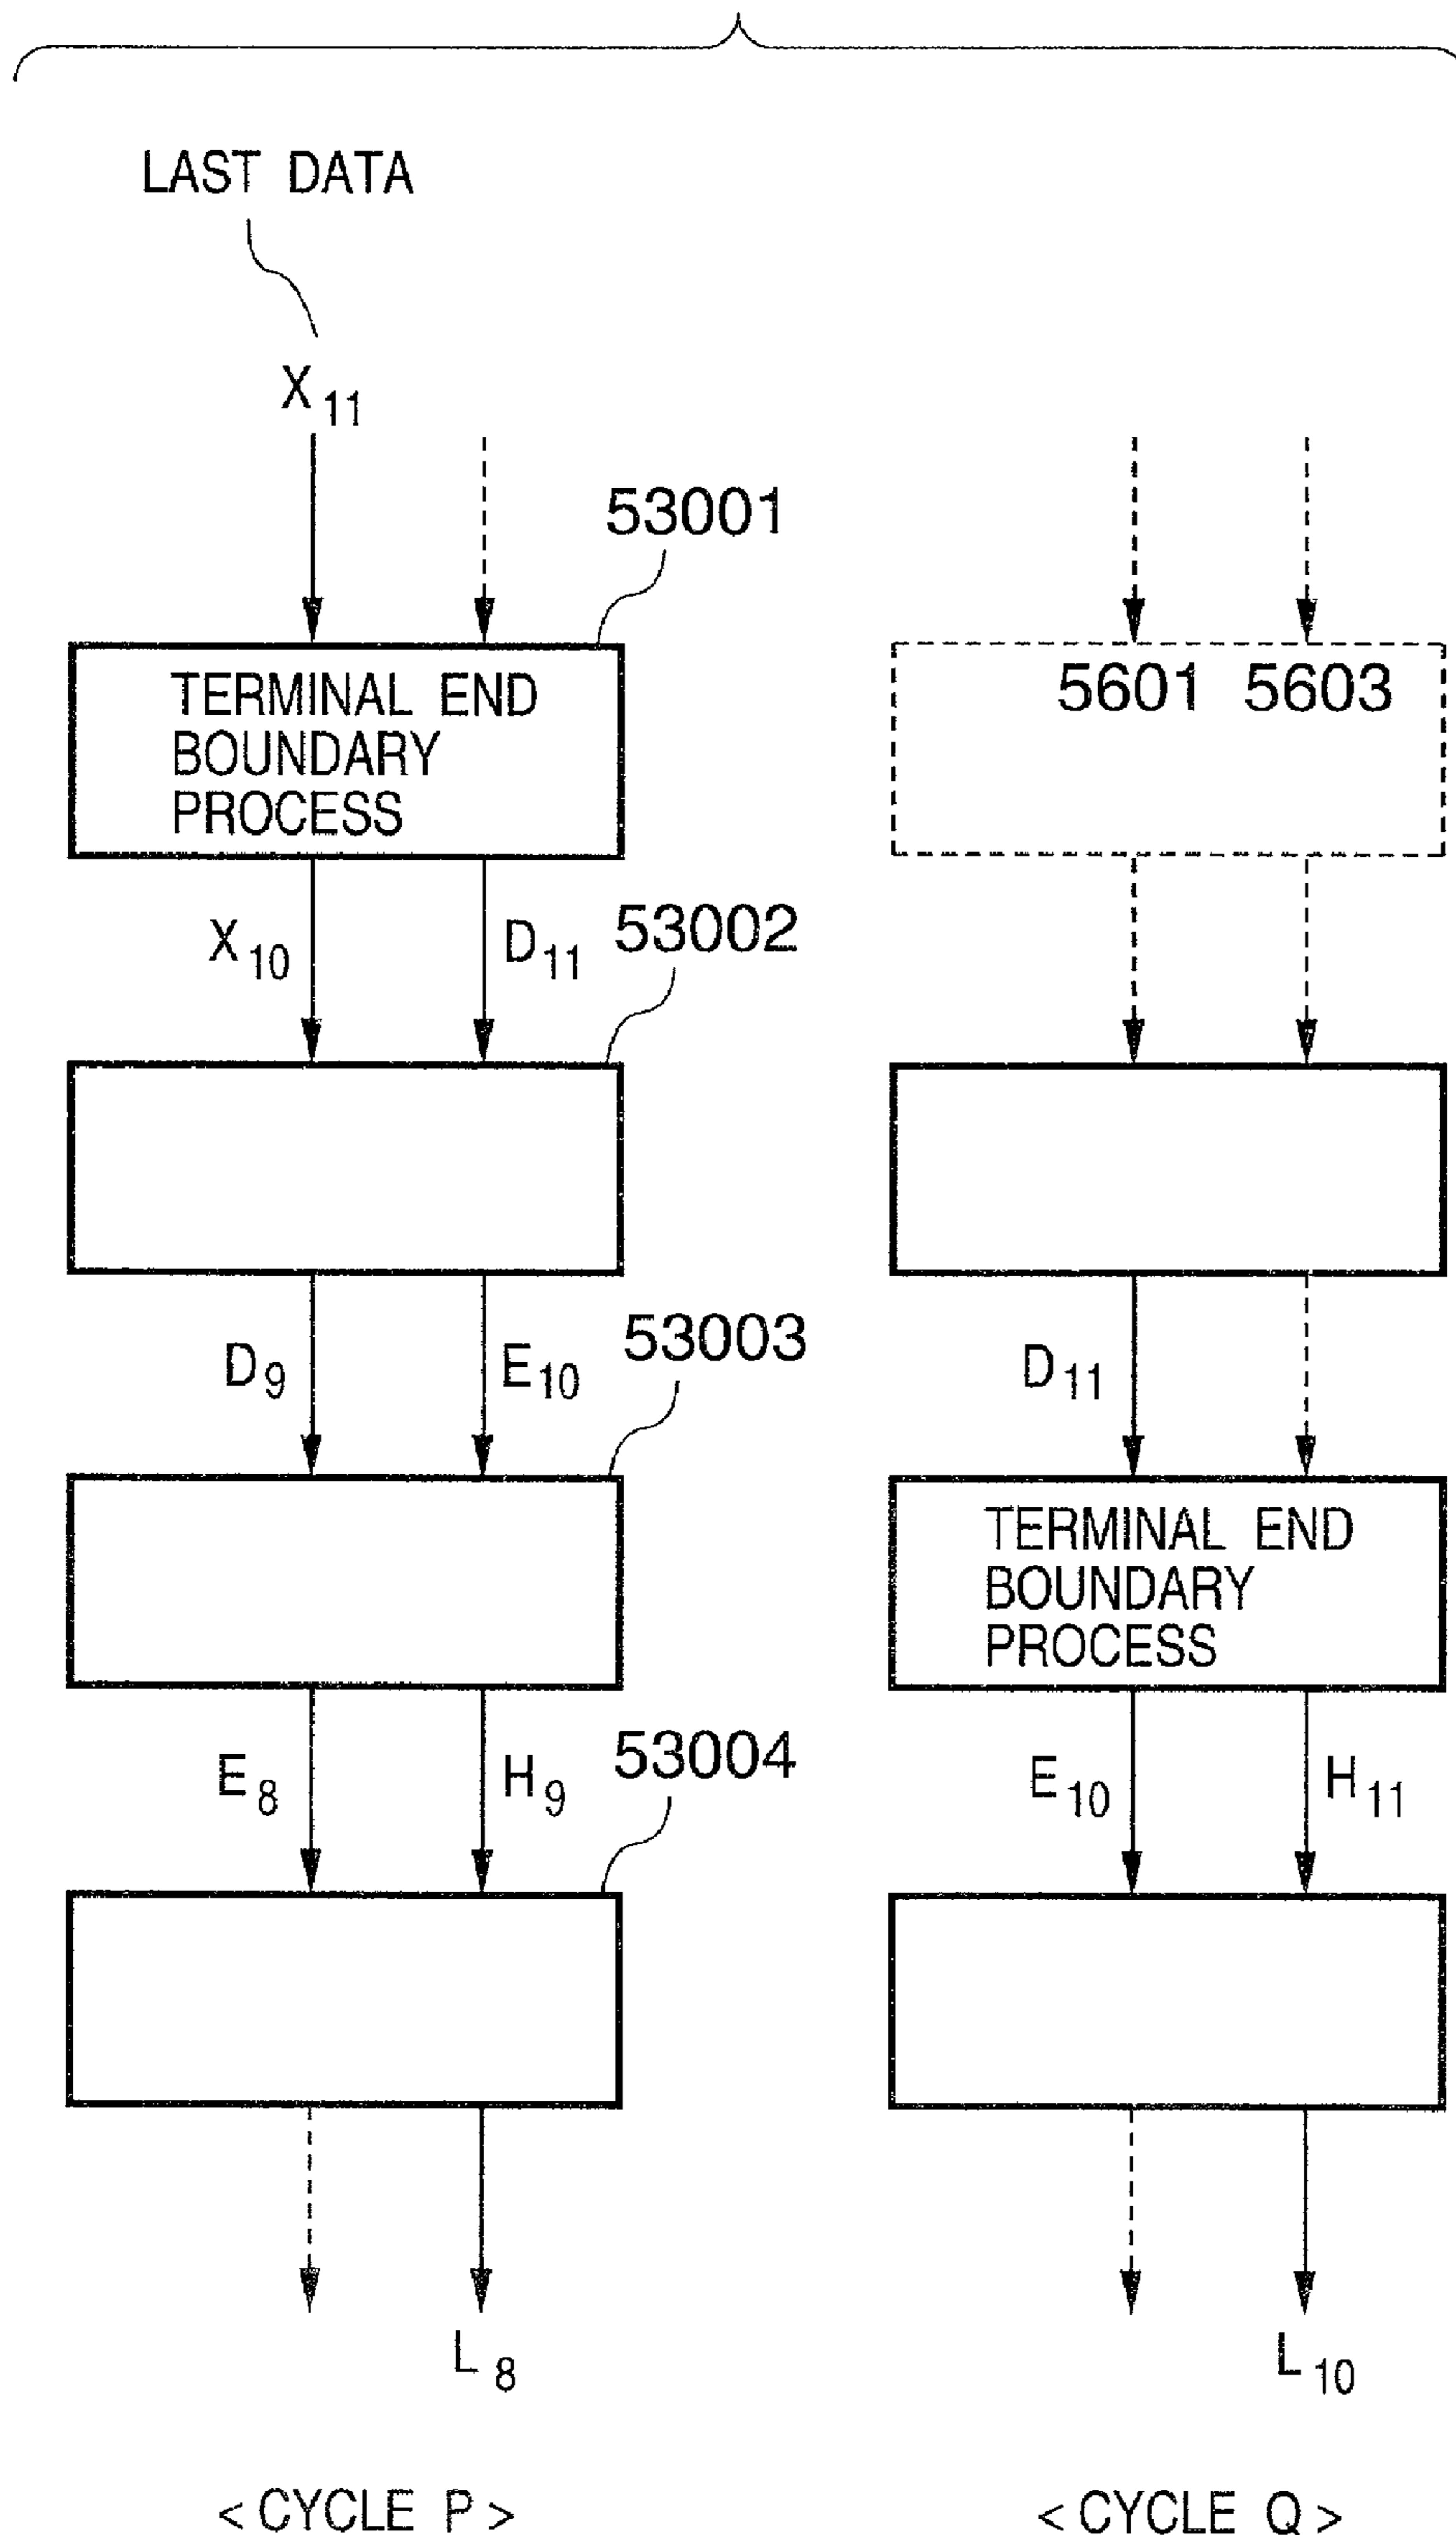 LAST DATA
X11
53001
TERMINAL END
BOUNDARY
PROCESS
5601 5603
X10 D11 53002
D9 E10 53003
D11
TERMINAL END
BOUNDARY
PROCESS
E8 H9 53004
E10 H11
L8 L10
< CYCLE P > < CYCLE Q >